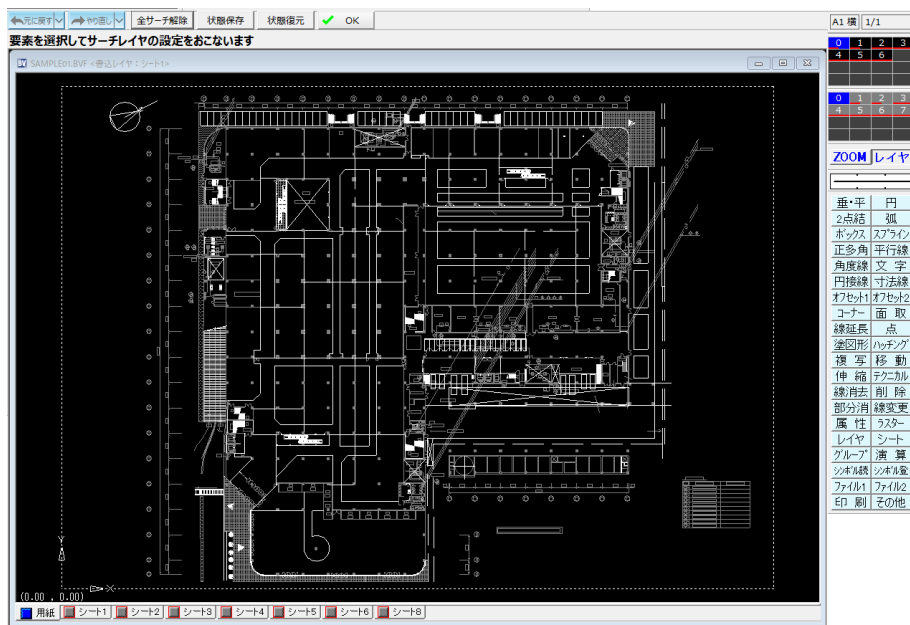 元に戻す やり直し 全サーチ解除 状態保存 状態復元 OK
A1 横 1/1
要素を選択してサーチレイヤの設定をおこないます
BV SAMPLE01.BVF <書込レイヤ:シート1>
0 1 2 3
4 5 6
0 1 2 3
4 5 6 7
ZOOM レイヤ
垂・平 円
2点結 弧
ボックス スプライン
正多角 平行線
角度線 文 字
円接線 寸法線
オフセット1 オフセット2
コーナー 面 取
線延長 点
塗図形 ハッチング
複 写 移 動
伸 縮 テクニカル
線消去 削 除
部分消 線変更
属 性 ラスター
レイヤ シート
グループ 演 算
シンボル読 シンボル登
ファイル1 ファイル2
印 刷 その他
Y
X
(0.00 , 0.00)
用紙 シート1 シート2 シート3 シート4 シート5 シート6 シート8